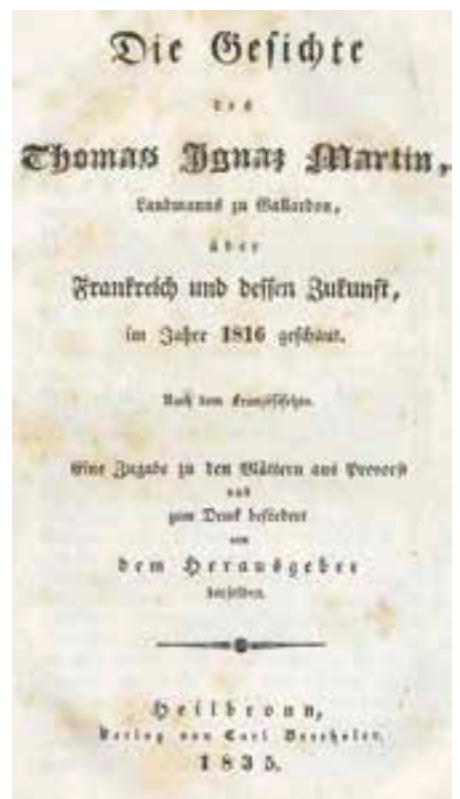 Die Gesichte
des
Thomas Ignaz Martin,
Landmanns zu Gallardon,
über
Frankreich und dessen Zukunft,
im Jahre 1816 geschaut.
Nach dem Französischen.
Eine Zugabe zu den Blättern aus Prevorst
und
zum Druck befördert
von
dem Herausgeber
derselben.
Heilbronn,
Verlag von Carl Drechsler.
1835.